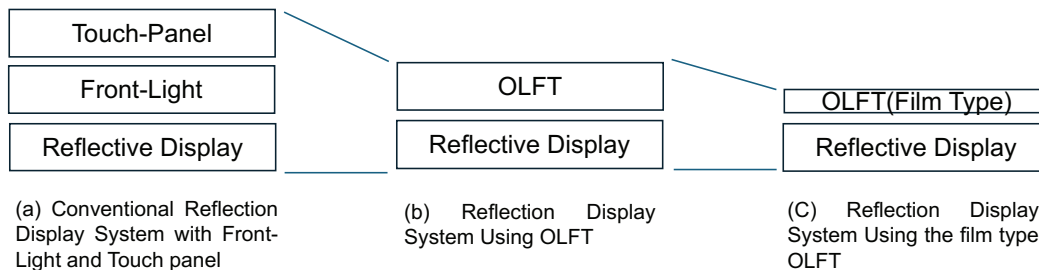 Touch-Panel
Front-Light
Reflective Display
(a) Conventional Reflection
Display System with Front-
Light and Touch panel
OLFT
Reflective Display
(b) Reflection Display
System Using OLFT
OLFT(Film Type)
Reflective Display
(C) Reflection Display
System Using the film type
OLFT